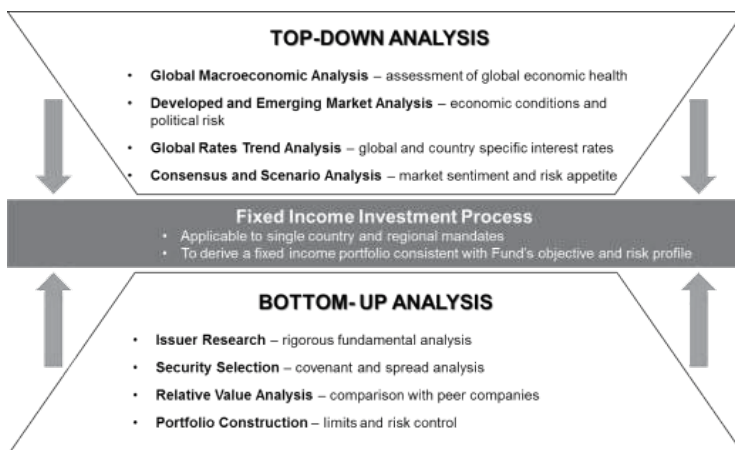 TOP-DOWN ANALYSIS
• Global Macroeconomic Analysis – assessment of global economic health
• Developed and Emerging Market Analysis – economic conditions and
political risk
• Global Rates Trend Analysis – global and country specific interest rates
• Consensus and Scenario Analysis – market sentiment and risk appetite
Fixed Income Investment Process
• Applicable to single country and regional mandates
• To derive a fixed income portfolio consistent with Fund's objective and risk profile
BOTTOM- UP ANALYSIS
• Issuer Research – rigorous fundamental analysis
• Security Selection – covenant and spread analysis
• Relative Value Analysis – comparison with peer companies
• Portfolio Construction – limits and risk control